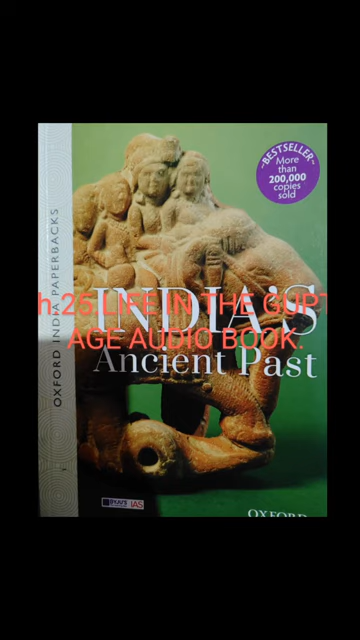 BESTSELLER
More
than
200,000
copies
sold
OXFORD INDIA PAPERBACKS
INDIA'S
h.25.LIFE IN THE GUPT
AGE AUDIO BOOK.
Ancient Past
IAS
OXFORD